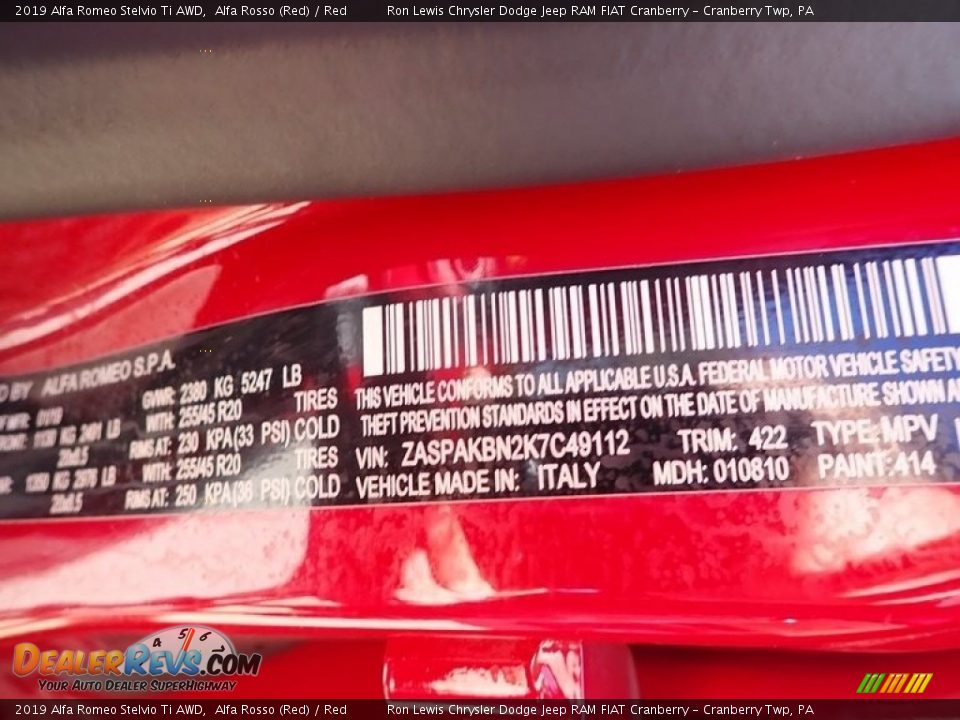 2019 Alfa Romeo Stelvio Ti AWD, Alfa Rosso (Red) / Red Ron Lewis Chrysler Dodge Jeep RAM FIAT Cranberry – Cranberry Twp, PA
BY ALFA ROMEO S.P.A.
GVWR: 2380 KG 5247 LB
WITH: 255/45 R20 TIRES
RIMS AT: 230 KPA(33 PSI) COLD
WITH: 255/45 R20 TIRES
RIMS AT: 250 KPA(36 PSI) COLD
THIS VEHICLE CONFORMS TO ALL APPLICABLE U.S.A. FEDERAL MOTOR VEHICLE SAFETY
THEFT PREVENTION STANDARDS IN EFFECT ON THE DATE OF MANUFACTURE SHOWN
VIN: ZASPAKBN2K7C49112 TRIM: 422 TYPE: MPV
VEHICLE MADE IN: ITALY MDH: 010810 PAINT: 414
4 5 6
DEALERREVS.COM
YOUR AUTO DEALER SUPERHIGHWAY
2019 Alfa Romeo Stelvio Ti AWD, Alfa Rosso (Red) / Red Ron Lewis Chrysler Dodge Jeep RAM FIAT Cranberry – Cranberry Twp, PA